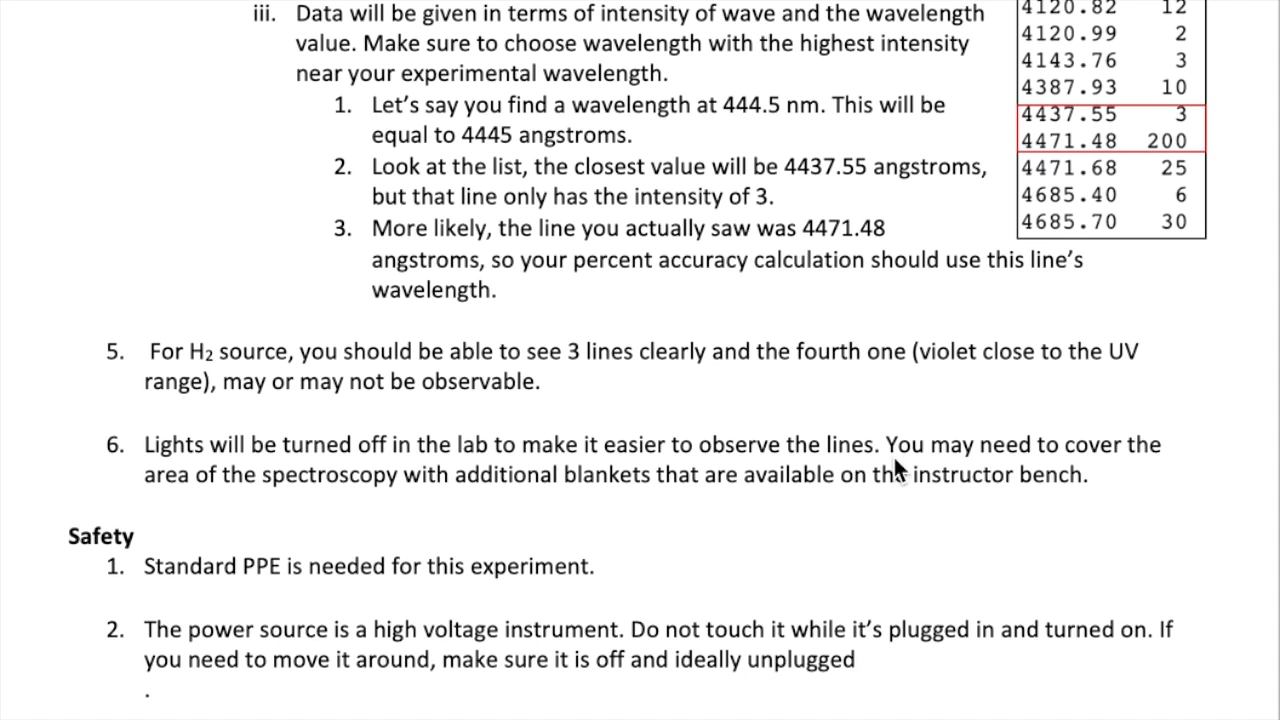 iii. Data will be given in terms of intensity of wave and the wavelength
value. Make sure to choose wavelength with the highest intensity
near your experimental wavelength.
1. Let's say you find a wavelength at 444.5 nm. This will be
equal to 4445 angstroms.
2. Look at the list, the closest value will be 4437.55 angstroms,
but that line only has the intensity of 3.
3. More likely, the line you actually saw was 4471.48
angstroms, so your percent accuracy calculation should use this line's
wavelength.
4120.82 12
4120.99 2
4143.76 3
4387.93 10
4437.55 3
4471.48 200
4471.68 25
4685.40 6
4685.70 30
5. For H₂ source, you should be able to see 3 lines clearly and the fourth one (violet close to the UV
range), may or may not be observable.
6. Lights will be turned off in the lab to make it easier to observe the lines. You may need to cover the
area of the spectroscopy with additional blankets that are available on the instructor bench.
Safety
1. Standard PPE is needed for this experiment.
2. The power source is a high voltage instrument. Do not touch it while it's plugged in and turned on. If
you need to move it around, make sure it is off and ideally unplugged
.